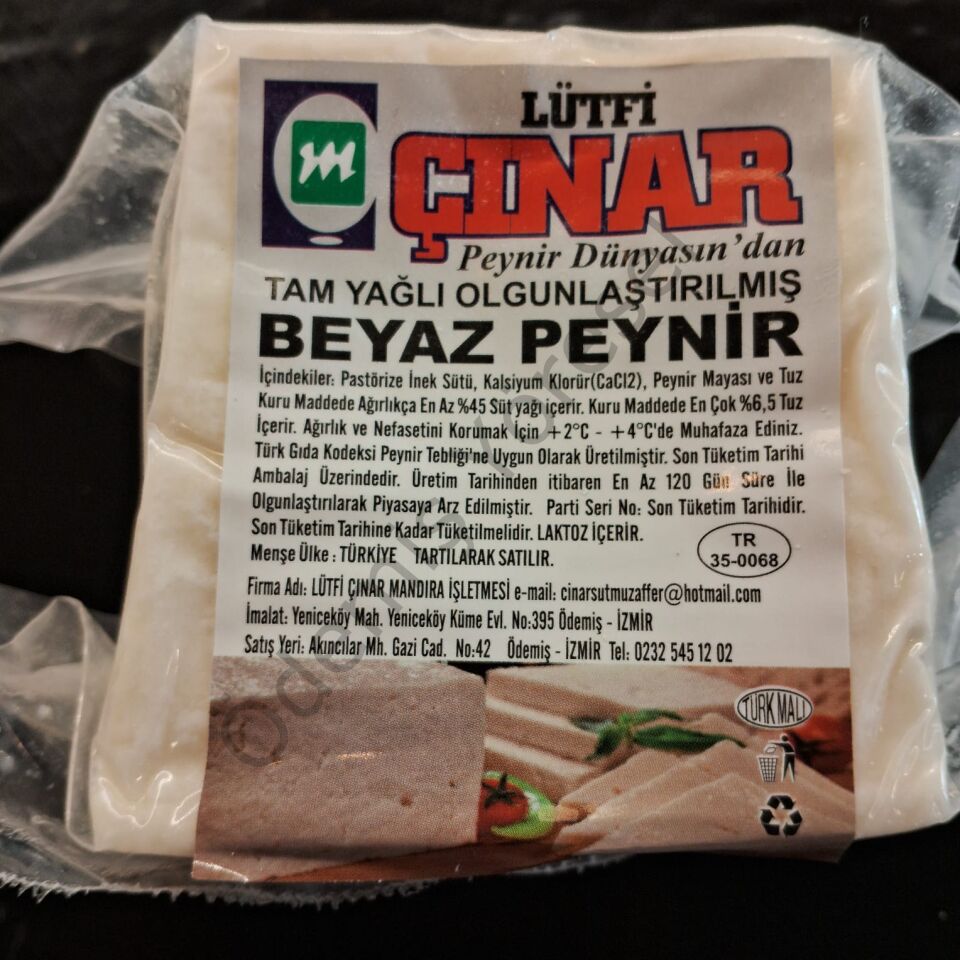 m
LÜTFİ
ÇINAR
Peynir Dünyasın'dan
TAM YAĞLI OLGUNLAŞTIRILMIŞ
BEYAZ PEYNİR
İçindekiler: Pastörize İnek Sütü, Kalsiyum Klorür(CaCl2), Peynir Mayası ve Tuz
Kuru Maddede Ağırlıkça En Az %45 Süt yağı içerir. Kuru Maddede En Çok %6,5 Tuz
İçerir. Ağırlık ve Nefasetini Korumak İçin +2°C - +4°C'de Muhafaza Ediniz.
Türk Gıda Kodeksi Peynir Tebliği'ne Uygun Olarak Üretilmiştir. Son Tüketim Tarihi
Ambalaj Üzerindedir. Üretim Tarihinden itibaren En Az 120 Gün Süre İle
Olgunlaştırılarak Piyasaya Arz Edilmiştir. Parti Seri No: Son Tüketim Tarihidir.
Son Tüketim Tarihine Kadar Tüketilmelidir. LAKTOZ İÇERİR.
Menşe Ülke : TÜRKİYE TARTILARAK SATILIR.
TR
35-0068
Firma Adı: LÜTFİ ÇINAR MANDIRA İŞLETMESİ e-mail: cinarsutmuzaffer@hotmail.com
İmalat: Yeniceköy Mah. Yeniceköy Küme Evl. No:395 Ödemiş - İZMİR
Satış Yeri: Akıncılar Mh. Gazi Cad. No:42 Ödemiş - İZMİR Tel: 0232 545 12 02
TÜRK MALI
Ödemiş Yöresel